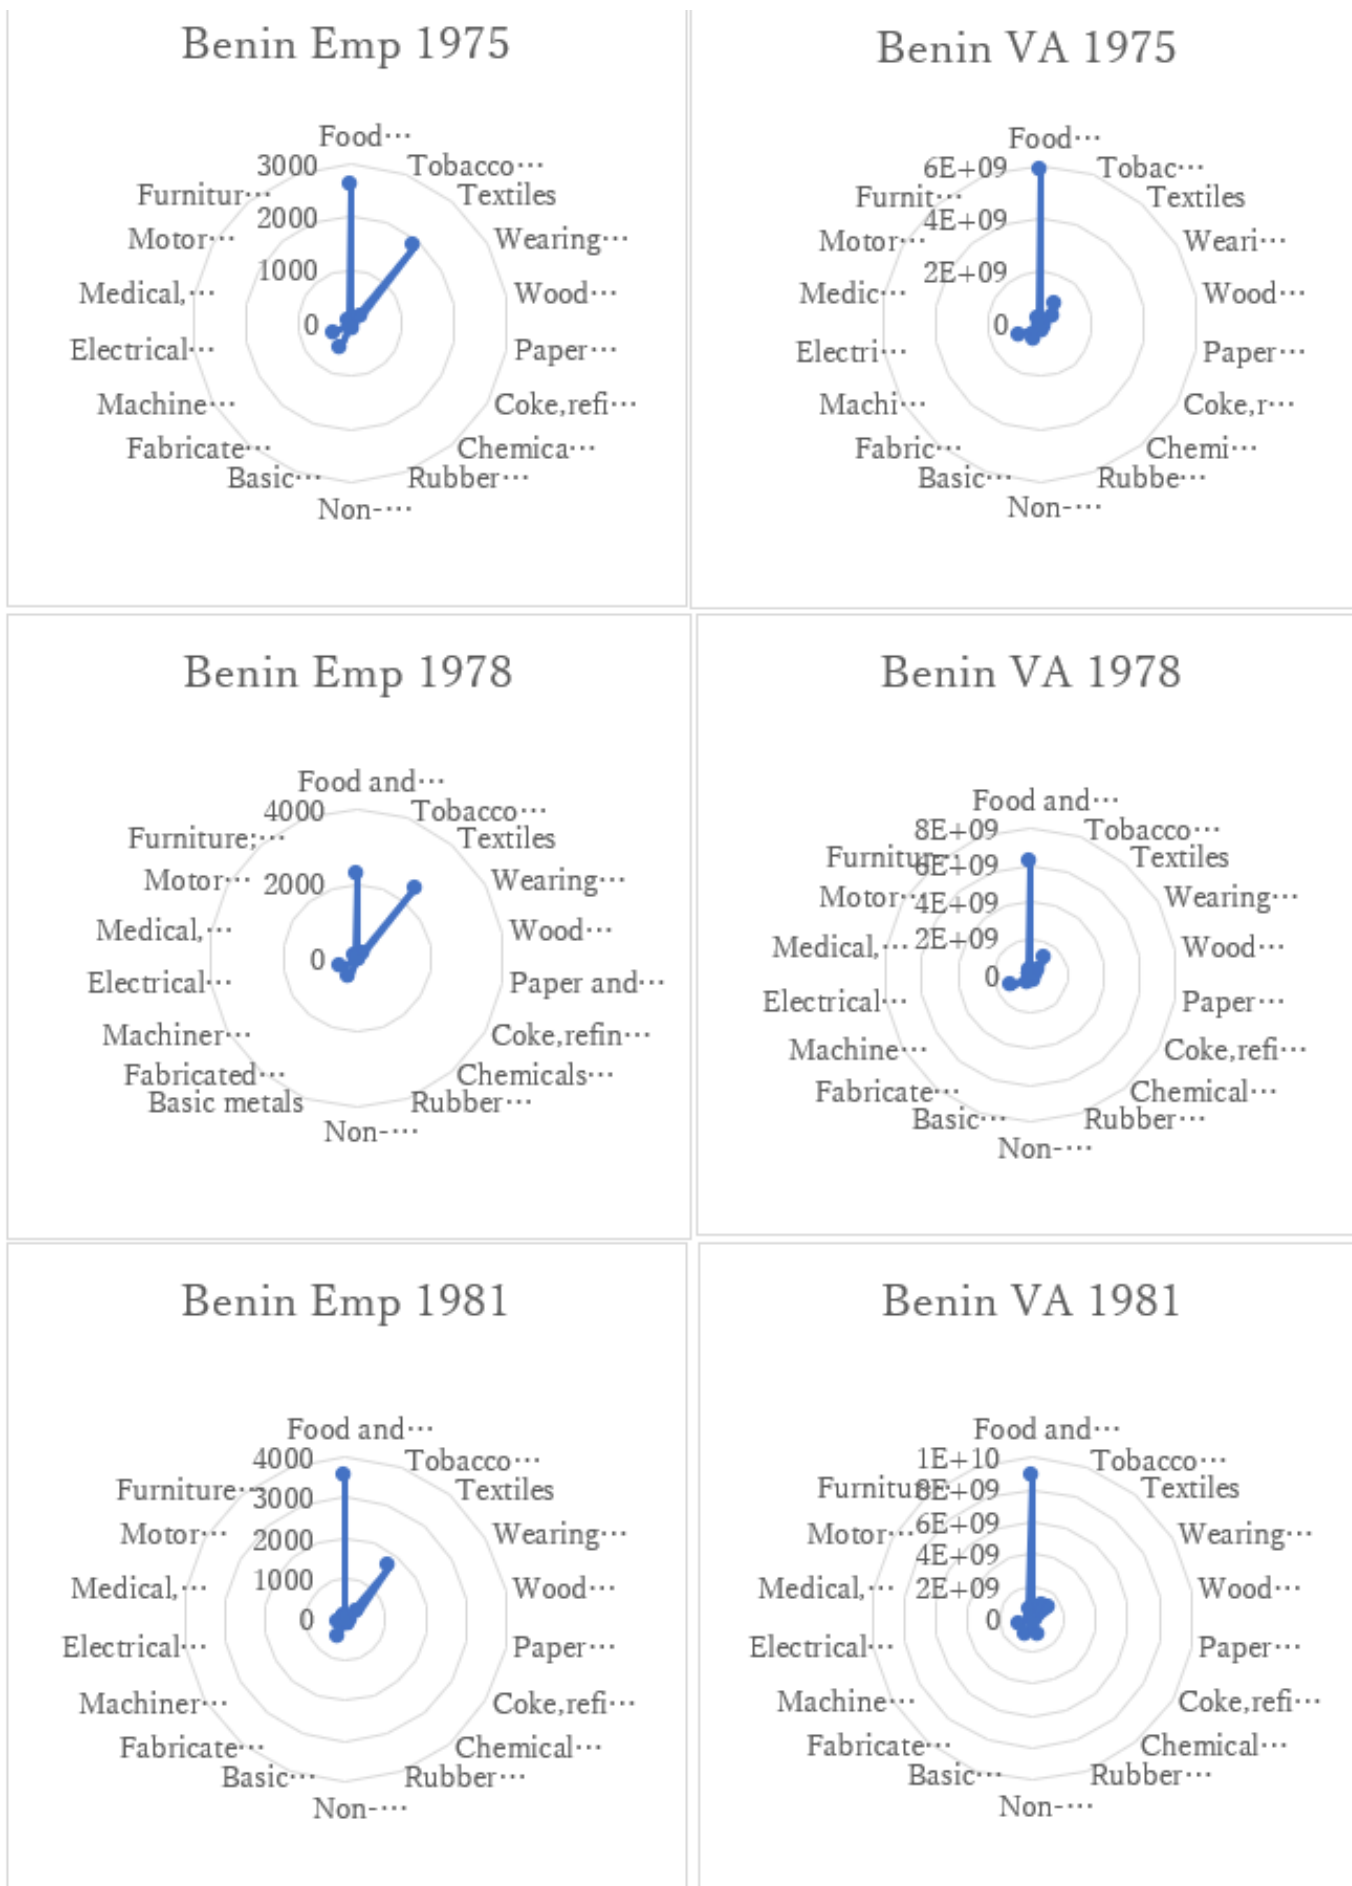 Benin Emp 1975
Food…
3000
Tobacco…
Furnitur…
Textiles
2000
Motor…
Wearing…
1000
Medical,…
Wood…
0
Electrical…
Paper…
Machine…
Coke,refi…
Fabricate…
Chemica…
Basic…
Rubber…
Non-…
Benin VA 1975
Food…
6E+09
Tobac…
Furnit…
Textiles
4E+09
Motor…
Weari…
2E+09
Medic…
Wood…
0
Electri…
Paper…
Machi…
Coke,r…
Fabric…
Chemi…
Basic…
Rubbe…
Non-…
Benin Emp 1978
Food and…
4000
Tobacco…
Furniture;…
Textiles
Motor…
2000
Wearing…
Medical,…
Wood…
0
Electrical…
Paper and…
Machiner…
Coke,refin…
Fabricated…
Chemicals…
Basic metals
Rubber…
Non-…
Benin VA 1978
Food and…
8E+09
Tobacco…
Furnitur…
6E+09
Textiles
Motor…
4E+09
Wearing…
2E+09
Medical,…
Wood…
0
Electrical…
Paper…
Machine…
Coke,refi…
Fabricate…
Chemical…
Basic…
Rubber…
Non-…
Benin Emp 1981
Food and…
4000
Tobacco…
Furniture…
3000
Textiles
Motor…
2000
Wearing…
1000
Medical,…
Wood…
0
Electrical…
Paper…
Machiner…
Coke,refi…
Fabricate…
Chemical…
Basic…
Rubber…
Non-…
Benin VA 1981
Food and…
1E+10
Tobacco…
Furniture…
8E+09
Textiles
Motor…
6E+09
Wearing…
4E+09
Medical,…
2E+09
Wood…
0
Electrical…
Paper…
Machine…
Coke,refi…
Fabricate…
Chemical…
Basic…
Rubber…
Non-…